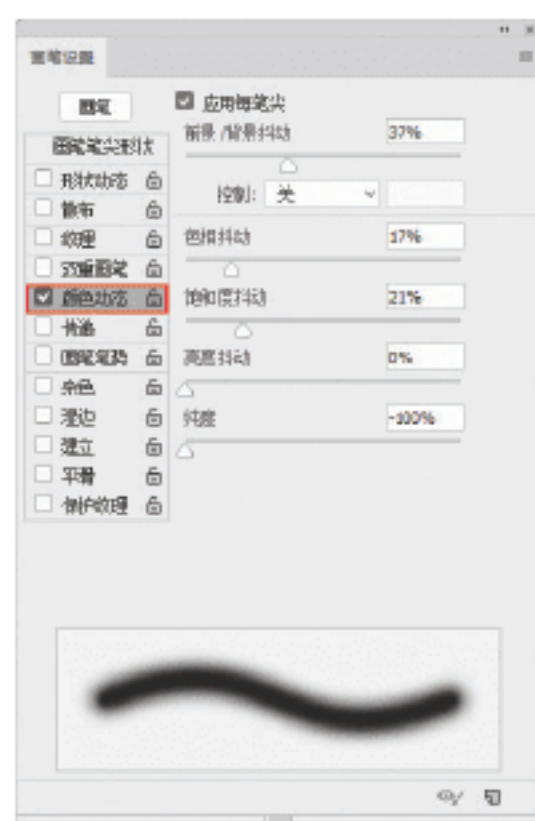 画笔设置
画笔
应用每笔尖
画笔笔尖形状
前景/背景抖动 37%
形状动态
控制: 关
散布
纹理
色相抖动 17%
双重画笔
颜色动态
饱和度抖动 21%
传递
画笔笔势
亮度抖动 0%
杂色
湿边
纯度 -100%
建立
平滑
保护纹理